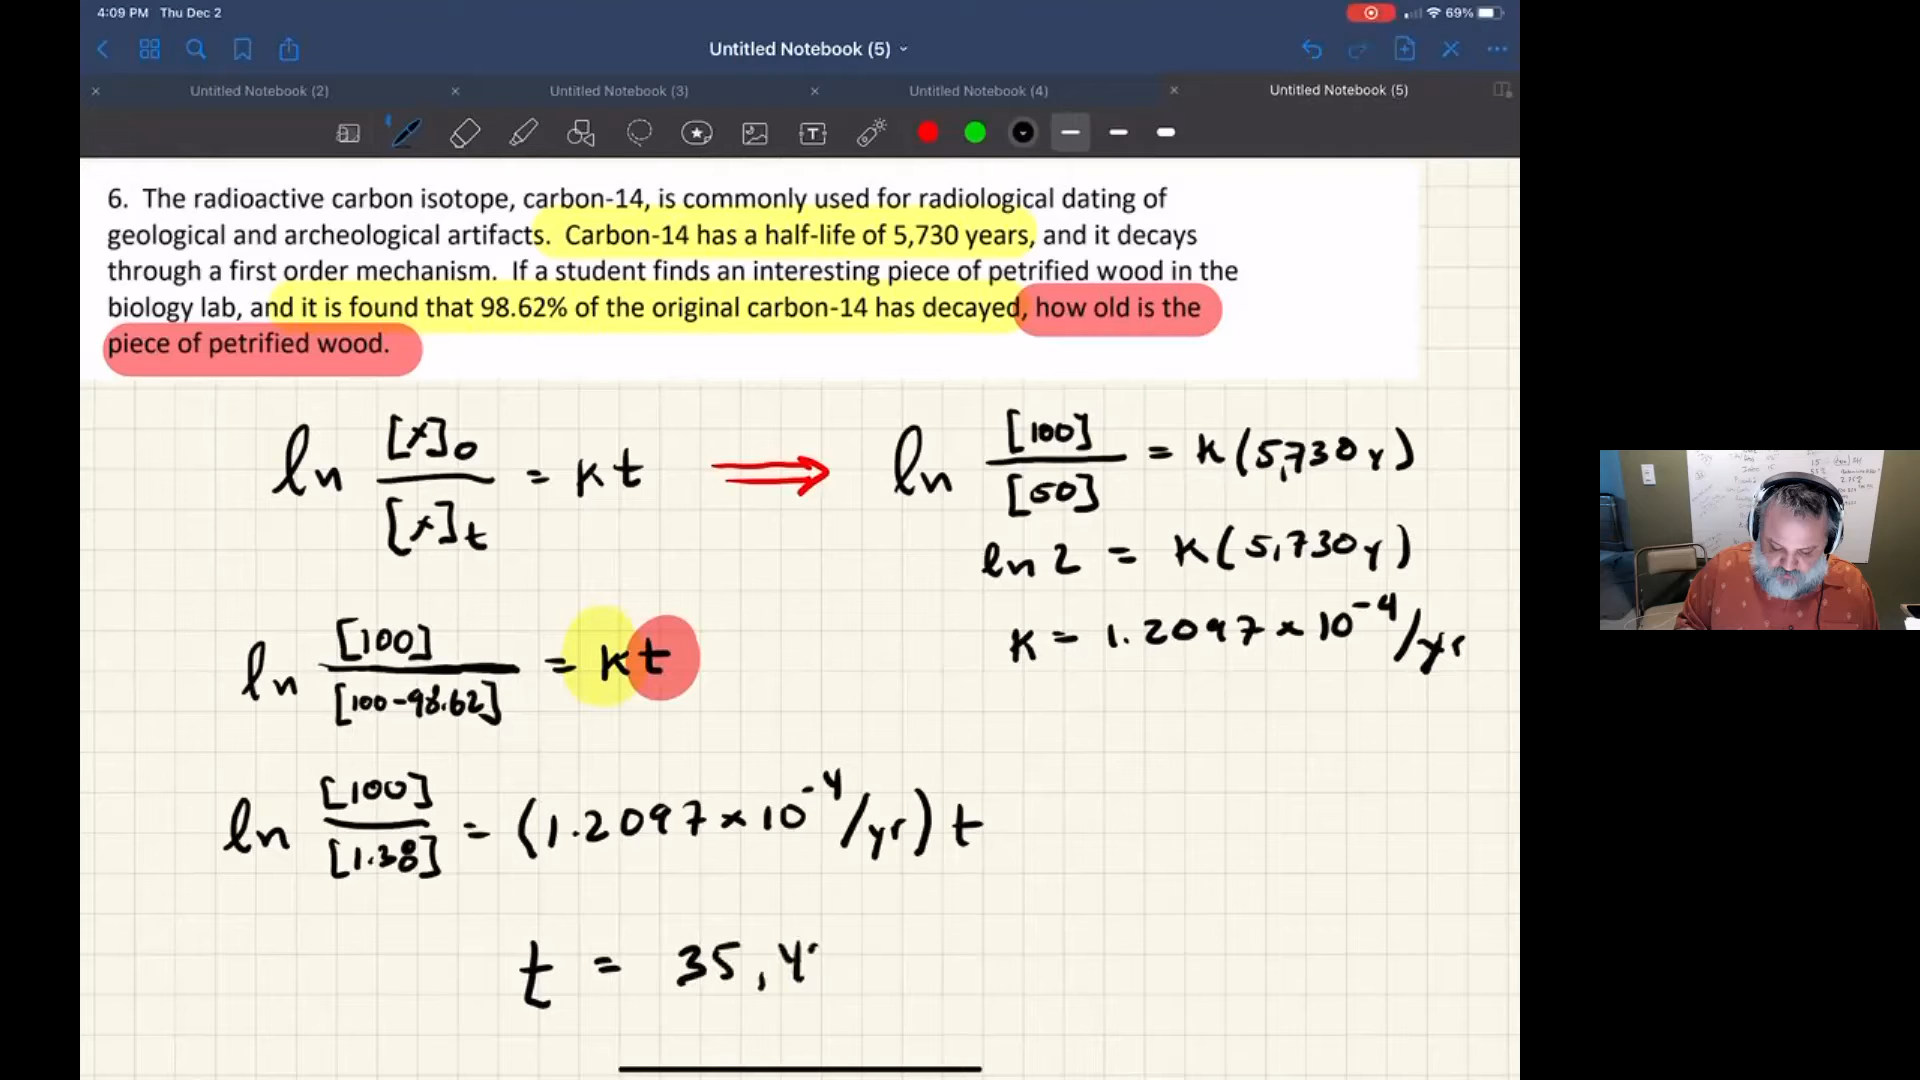 4:09 PM Thu Dec 2
69%
Untitled Notebook (5)
Untitled Notebook (2)
Untitled Notebook (3)
Untitled Notebook (4)
Untitled Notebook (5)
T
6. The radioactive carbon isotope, carbon-14, is commonly used for radiological dating of
geological and archeological artifacts. Carbon-14 has a half-life of 5,730 years, and it decays
through a first order mechanism. If a student finds an interesting piece of petrified wood in the
biology lab, and it is found that 98.62% of the original carbon-14 has decayed, how old is the
piece of petrified wood.
ln [x]₀ / [x]t = kt ⟹ ln [100] / [50] = k(5,730 y)
ln 2 = k(5,730 y)
k = 1.2097 × 10⁻⁴/yr
ln [100] / [100-98.62] = kt
ln [100] / [1.38] = (1.2097 × 10⁻⁴/yr) t
t = 35,4